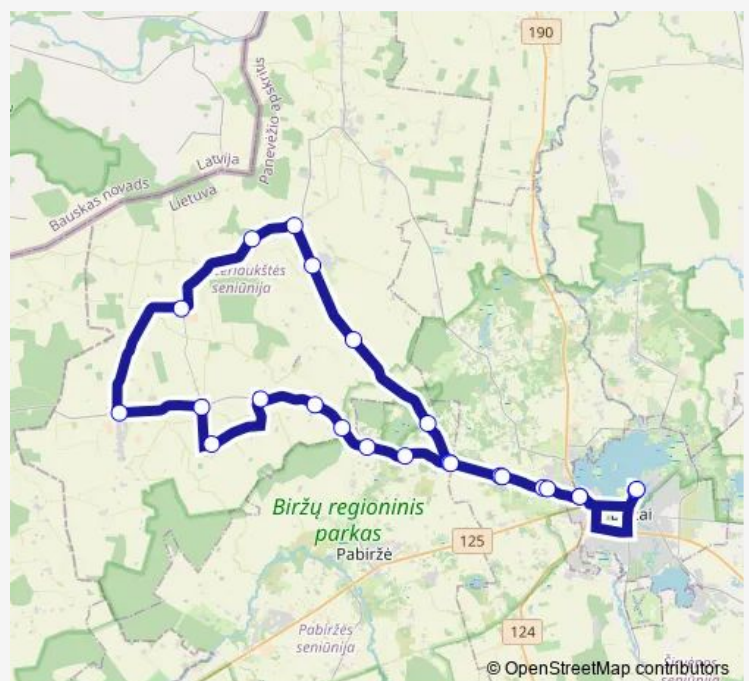 190
Panevėžio apskritis
Latvija
Bauskas novads
Lietuva
seniūnija
Biržų regioninis
parkas
125
Pabiržė
124
Pabiržės
seniūnija
© OpenStreetMap contributors